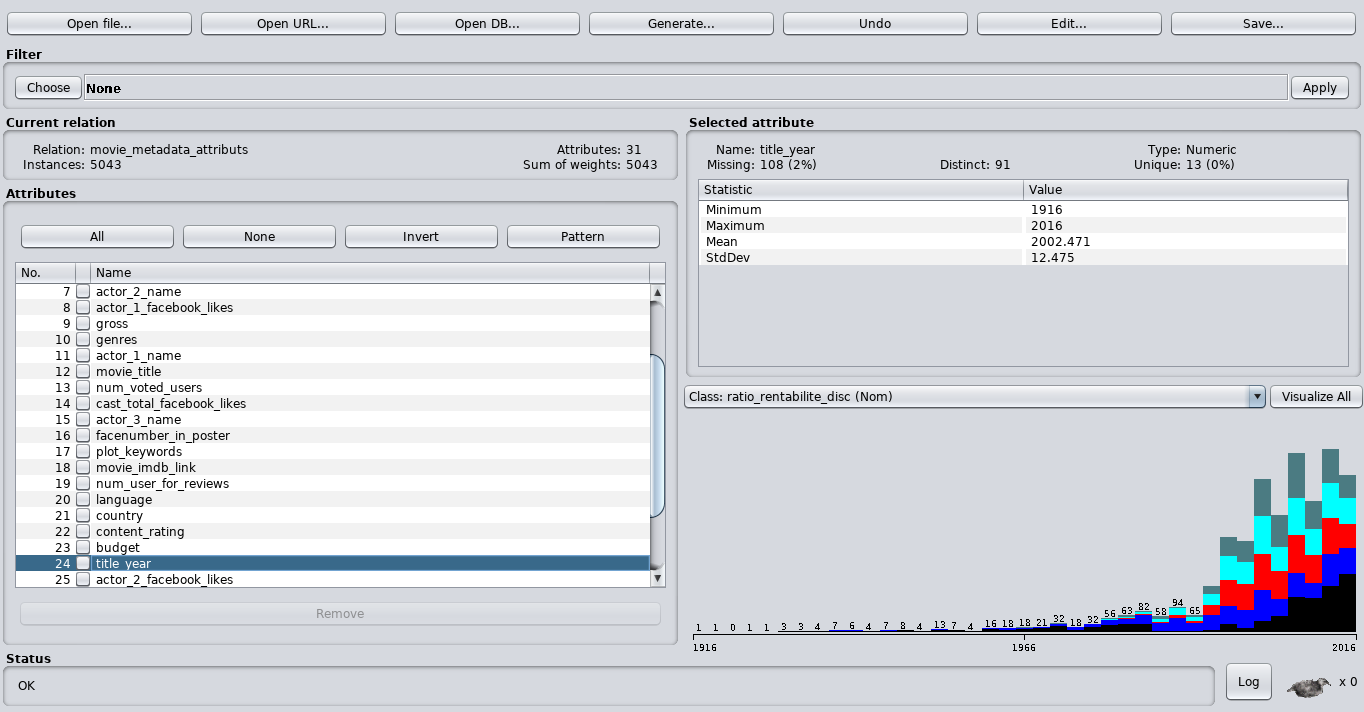 Open file... Open URL... Open DB... Generate... Undo Edit... Save...
Filter
Choose None Apply
Current relation
Relation: movie_metadata_attributs Attributes: 31
Instances: 5043 Sum of weights: 5043
Attributes
All None Invert Pattern
No. Name
7 actor_2_name
8 actor_1_facebook_likes
9 gross
10 genres
11 actor_1_name
12 movie_title
13 num_voted_users
14 cast_total_facebook_likes
15 actor_3_name
16 facenumber_in_poster
17 plot_keywords
18 movie_imdb_link
19 num_user_for_reviews
20 language
21 country
22 content_rating
23 budget
24 title_year
25 actor_2_facebook_likes
Remove
Selected attribute
Name: title_year Type: Numeric
Missing: 108 (2%) Distinct: 91 Unique: 13 (0%)
Statistic Value
Minimum 1916
Maximum 2016
Mean 2002.471
StdDev 12.475
Class: ratio_rentabilite_disc (Nom) Visualize All
1 1 0 1 1 3 3 4 7 6 4 7 8 4 13 7 4 16 18 18 21 32 18 32 56 63 82 58 94 65
1916 1966 2016
Status
OK Log x 0